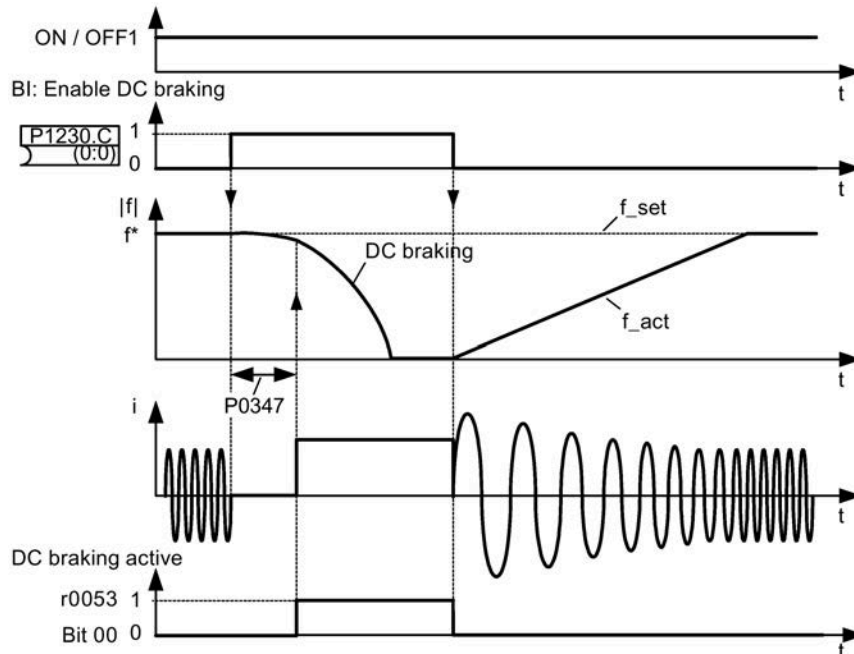 ON / OFF1
t
BI: Enable DC braking
P1230.C
(0:0)
1
0
t
|f|
f*
f_set
DC braking
f_act
t
P0347
i
t
DC braking active
r0053 1
Bit 00 0
t